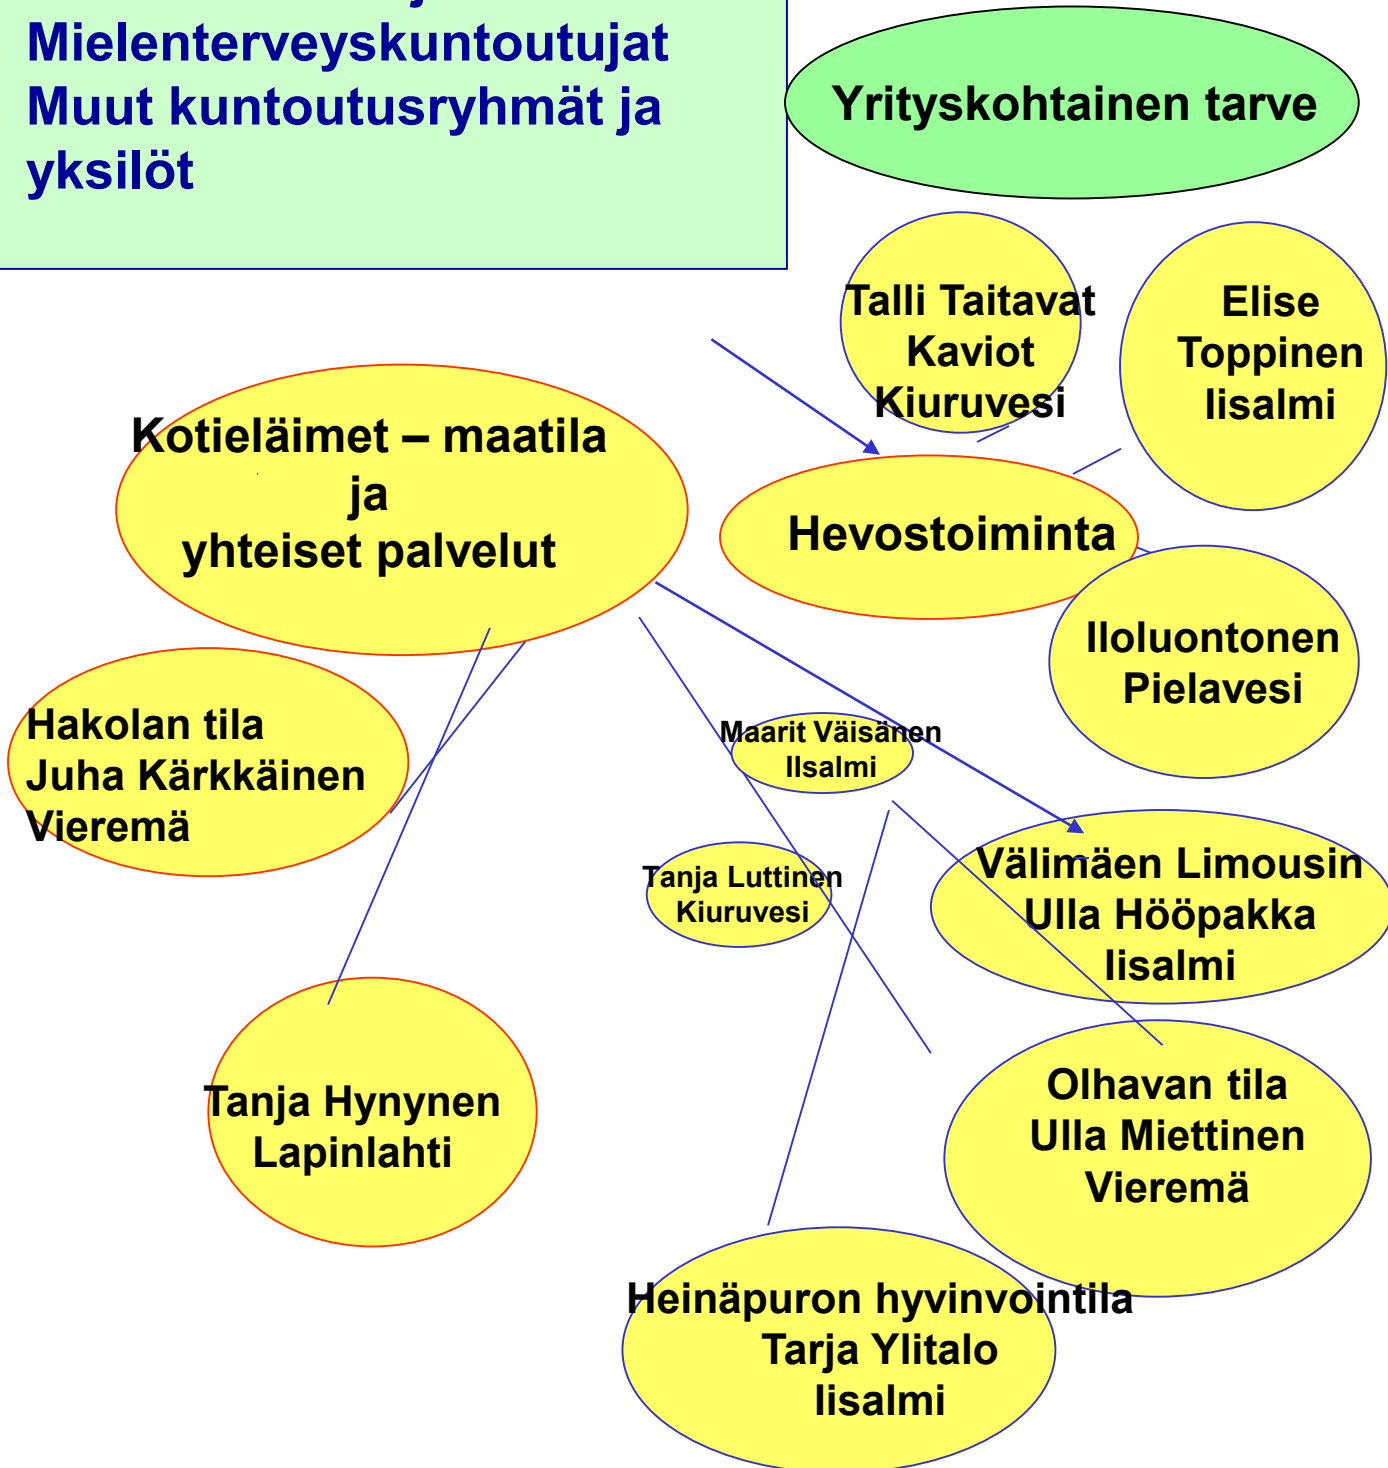 Mielenterveyskuntoutujat
Muut kuntoutusryhmät ja
yksilöt
Yrityskohtainen tarve
Talli Taitavat
Kaviot
Kiuruvesi
Elise
Toppinen
Iisalmi
Kotieläimet – maatila
ja
yhteiset palvelut
Hevostoiminta
Iloluontonen
Pielavesi
Hakolan tila
Juha Kärkkäinen
Vieremä
Maarit Väisänen
IIsalmi
Tanja Luttinen
Kiuruvesi
Välimäen Limousin
Ulla Hööpakka
Iisalmi
Tanja Hynynen
Lapinlahti
Olhavan tila
Ulla Miettinen
Vieremä
Heinäpuron hyvinvointila
Tarja Ylitalo
Iisalmi